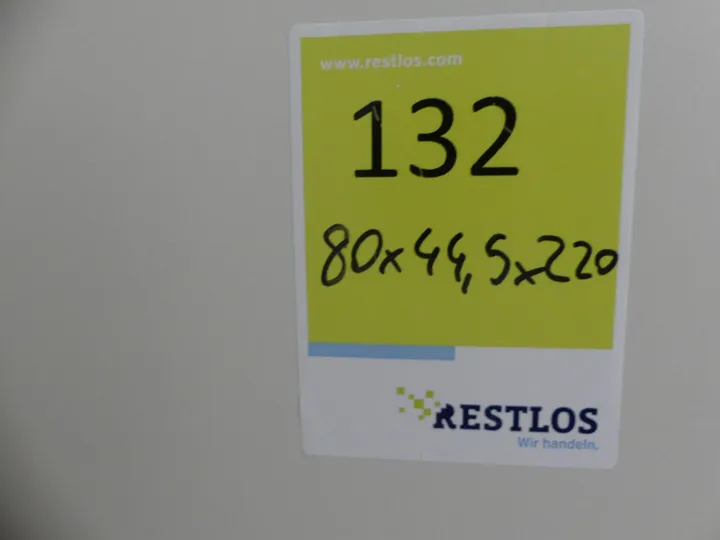 www.restlos.com
132
80x44,5x220
RESTLOS
Wir handeln.